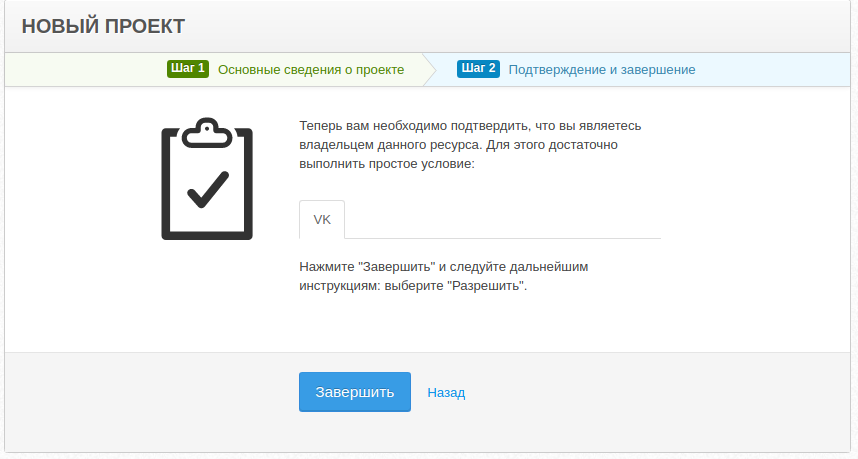 НОВЫЙ ПРОЕКТ
Шаг 1 Основные сведения о проекте Шаг 2 Подтверждение и завершение
Теперь вам необходимо подтвердить, что вы являетесь
владельцем данного ресурса. Для этого достаточно
выполнить простое условие:
VK
Нажмите "Завершить" и следуйте дальнейшим
инструкциям: выберите "Разрешить".
Завершить Назад